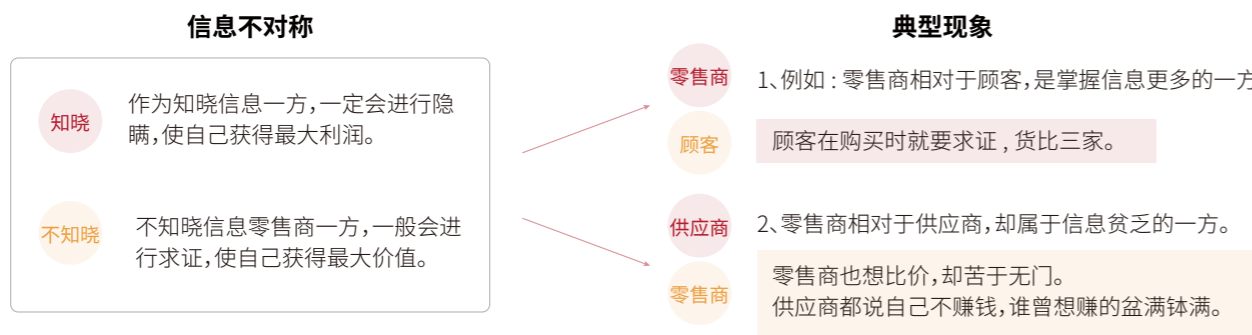 信息不对称
知晓
作为知晓信息一方，一定会进行隐
瞒，使自己获得最大利润。
不知晓
不知晓信息零售商一方，一般会进
行求证，使自己获得最大价值。
典型现象
零售商
1、例如：零售商相对于顾客，是掌握信息更多的一方
顾客
顾客在购买时就要求证，货比三家。
供应商
2、零售商相对于供应商，却属于信息贫乏的一方。
零售商
零售商也想比价，却苦于无门。
供应商都说自己不赚钱，谁曾想赚的盆满钵满。